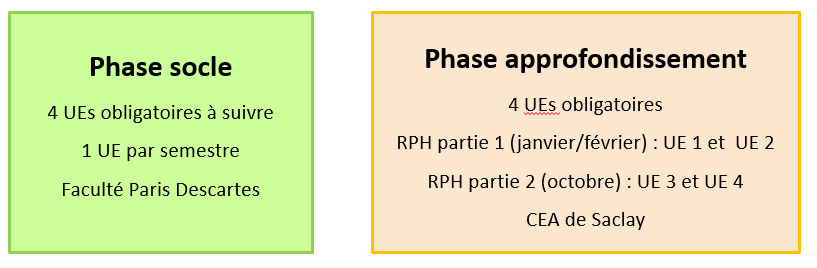 Phase socle
4 UEs obligatoires à suivre
1 UE par semestre
Faculté Paris Descartes
Phase approfondissement
4 UEs obligatoires
RPH partie 1 (janvier/février) : UE 1 et  UE 2
RPH partie 2 (octobre) : UE 3 et UE 4
CEA de Saclay